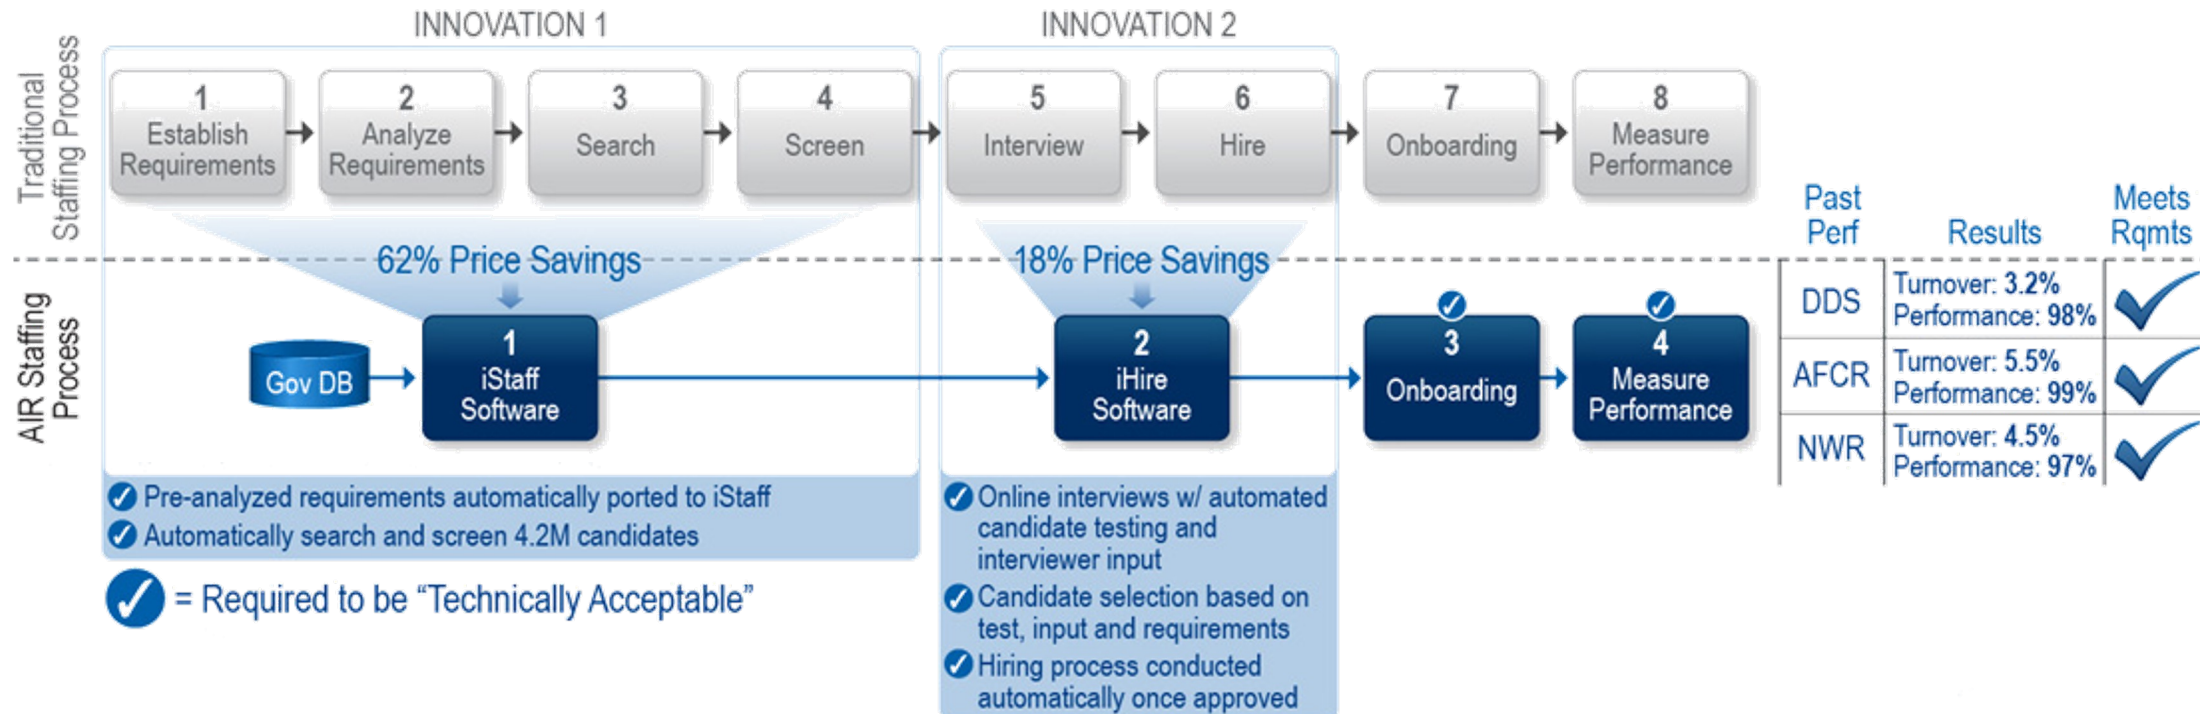 INNOVATION 1
INNOVATION 2
Traditional
Staffing Process
1
Establish
Requirements
2
Analyze
Requirements
3
Search
4
Screen
5
Interview
6
Hire
7
Onboarding
8
Measure
Performance
62% Price Savings
18% Price Savings
AIR Staffing
Process
Gov DB
1
iStaff
Software
2
iHire
Software
3
Onboarding
4
Measure
Performance
Past
Perf
Results
Meets
Rqmts
DDS
Turnover: 3.2%
Performance: 98%
AFCR
Turnover: 5.5%
Performance: 99%
NWR
Turnover: 4.5%
Performance: 97%
Pre-analyzed requirements automatically ported to iStaff
Automatically search and screen 4.2M candidates
= Required to be “Technically Acceptable”
Online interviews w/ automated
candidate testing and
interviewer input
Candidate selection based on
test, input and requirements
Hiring process conducted
automatically once approved